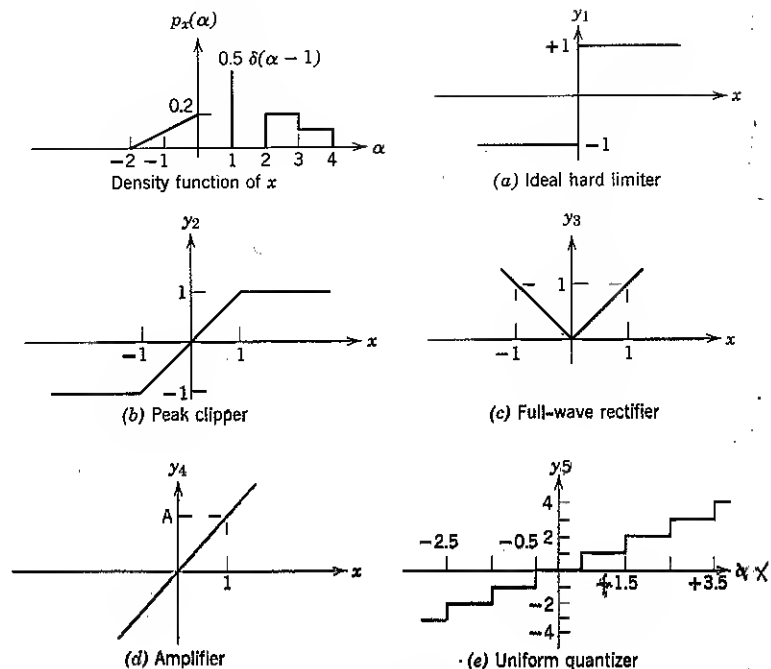 pₓ(α)
0.5 δ(α − 1)
0.2
−2 −1 1 2 3 4 α
Density function of x
y₁
+1
x
−1
(a) Ideal hard limiter
y₂
1
−1 1 x
−1
(b) Peak clipper
y₃
1
−1 1 x
(c) Full-wave rectifier
y₄
A
1 x
(d) Amplifier
y5
4
−2.5 −0.5 2
+1.5 +3.5 X
−2
−4
(e) Uniform quantizer